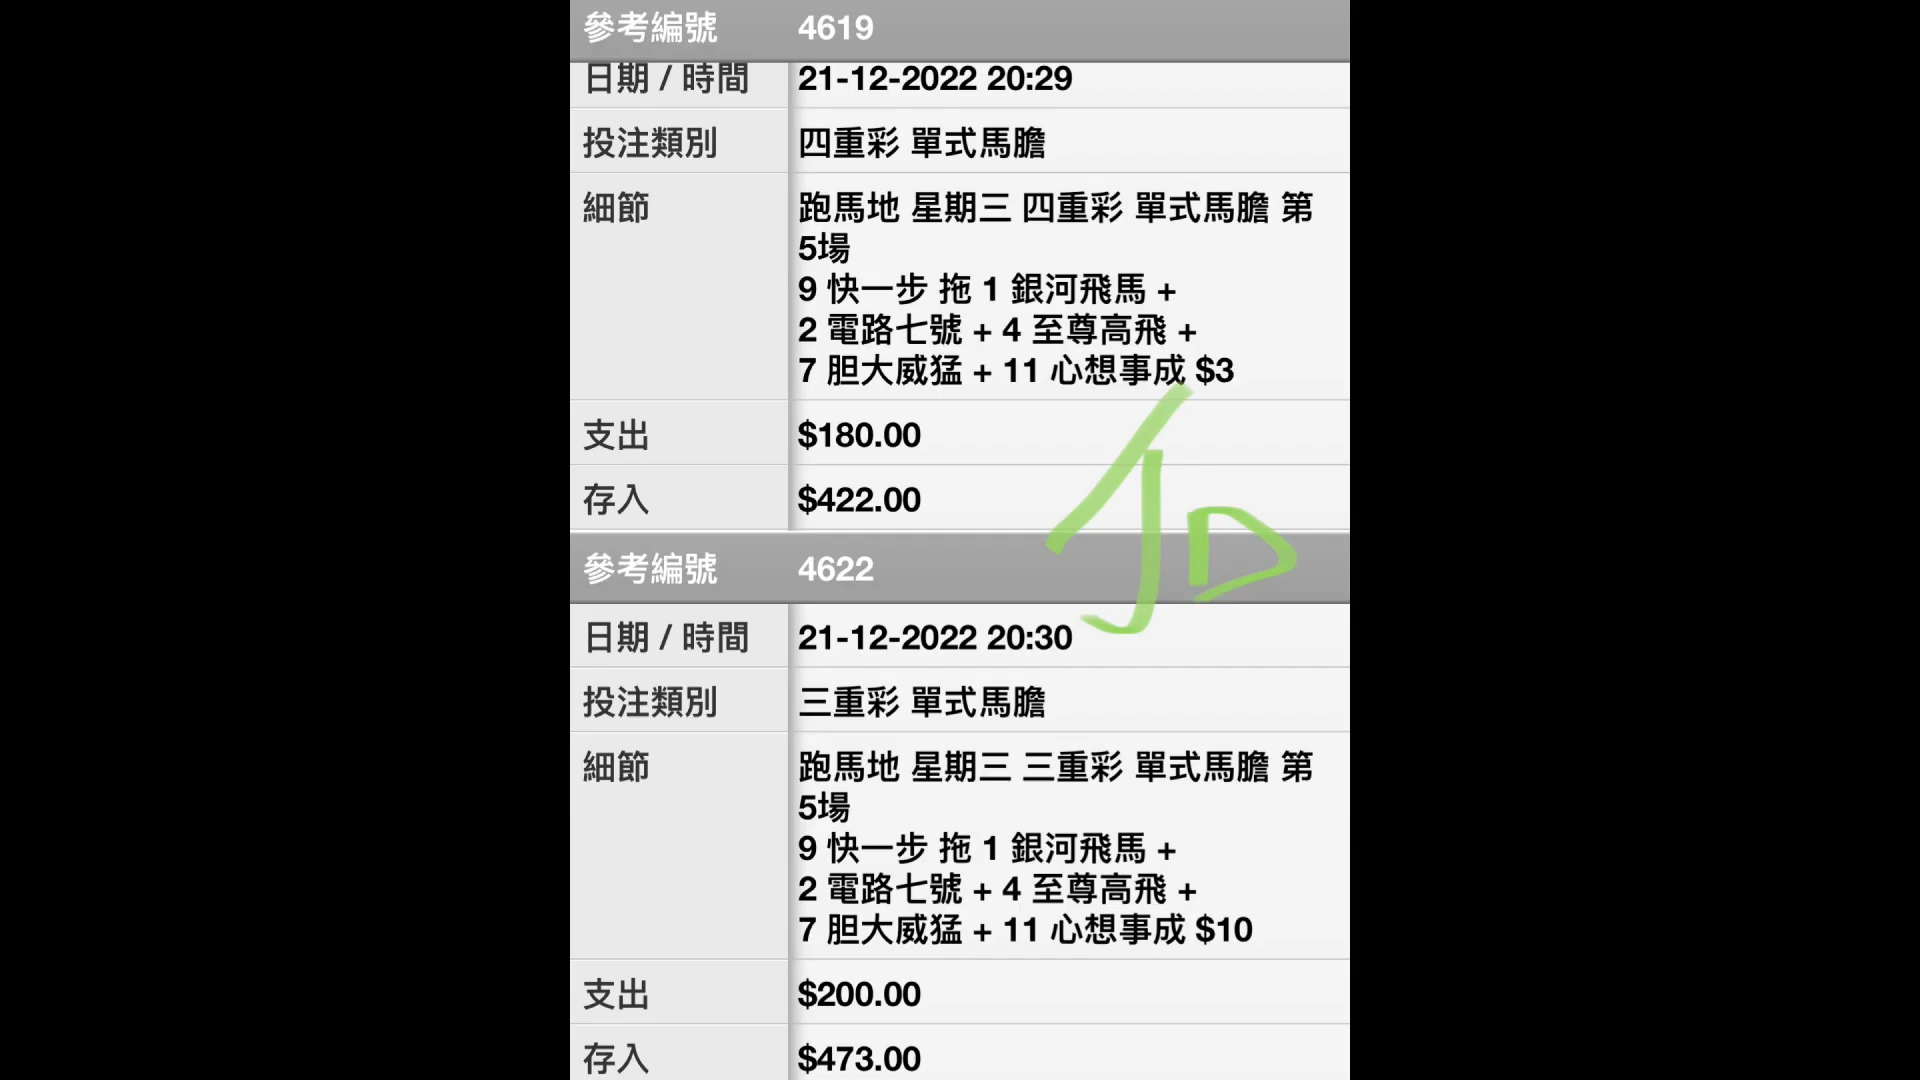 參考編號 4619
日期 / 時間 21-12-2022 20:29
投注類別 四重彩 單式馬膽
細節 跑馬地 星期三 四重彩 單式馬膽 第
5場
9 快一步 拖 1 銀河飛馬 +
2 電路七號 + 4 至尊高飛 +
7 胆大威猛 + 11 心想事成 $3
支出 $180.00
存入 $422.00
JD
參考編號 4622
日期 / 時間 21-12-2022 20:30
投注類別 三重彩 單式馬膽
細節 跑馬地 星期三 三重彩 單式馬膽 第
5場
9 快一步 拖 1 銀河飛馬 +
2 電路七號 + 4 至尊高飛 +
7 胆大威猛 + 11 心想事成 $10
支出 $200.00
存入 $473.00